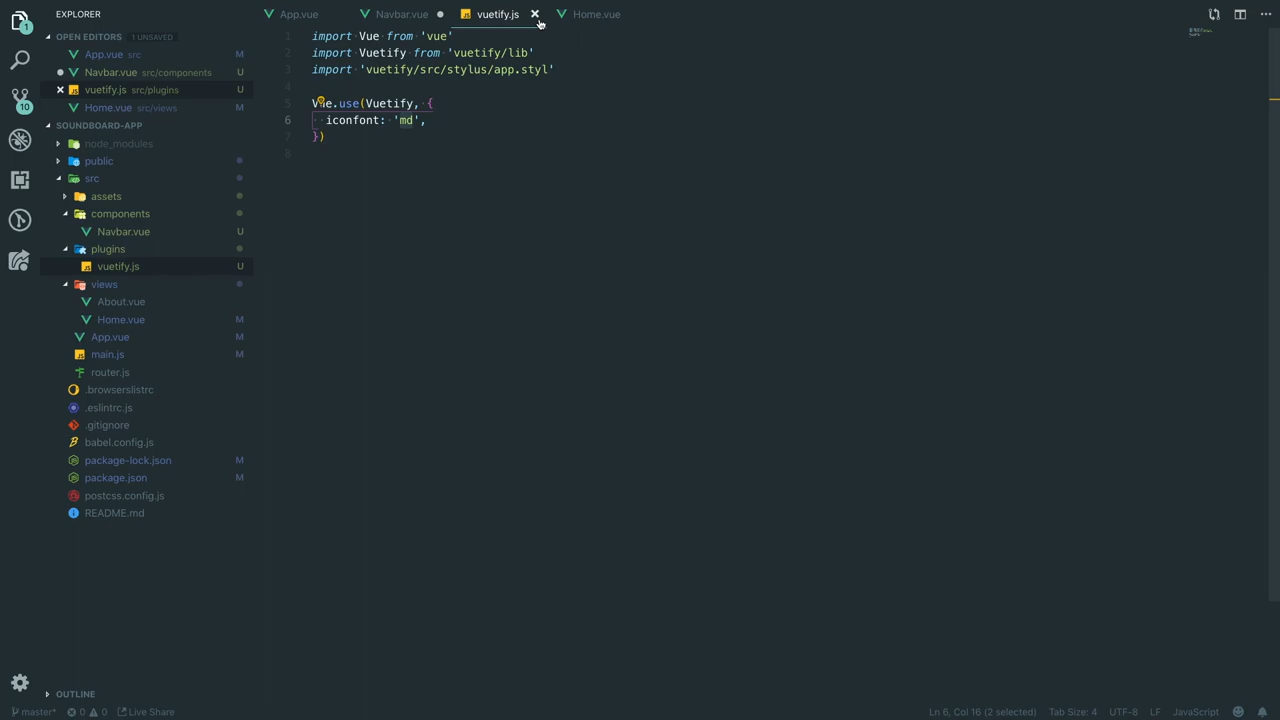 EXPLORER
App.vue
Navbar.vue
vuetify.js
Home.vue
OPEN EDITORS 1 UNSAVED
App.vue src
Navbar.vue src/components U
vuetify.js src/plugins U
Home.vue src/views M
SOUNDBOARD-APP
node_modules
public
src
assets
components
Navbar.vue U
plugins
vuetify.js U
views
About.vue
Home.vue M
App.vue M
main.js M
router.js
.browserslistrc
.eslintrc.js
.gitignore
babel.config.js
package-lock.json M
package.json M
postcss.config.js
README.md
OUTLINE
1
10
1 import Vue from 'vue'
2 import Vuetify from 'vuetify/lib'
3 import 'vuetify/src/stylus/app.styl'
4
5 Vue.use(Vuetify, {
6 iconfont: 'md',
7 })
8
master* 0 0 Live Share
Ln 6, Col 16 (2 selected) Tab Size: 4 UTF-8 LF JavaScript